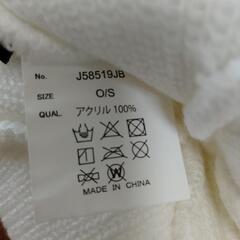 No. J58519JB
SIZE O/S
QUAL. アクリル 100%
W
MADE IN CHINA